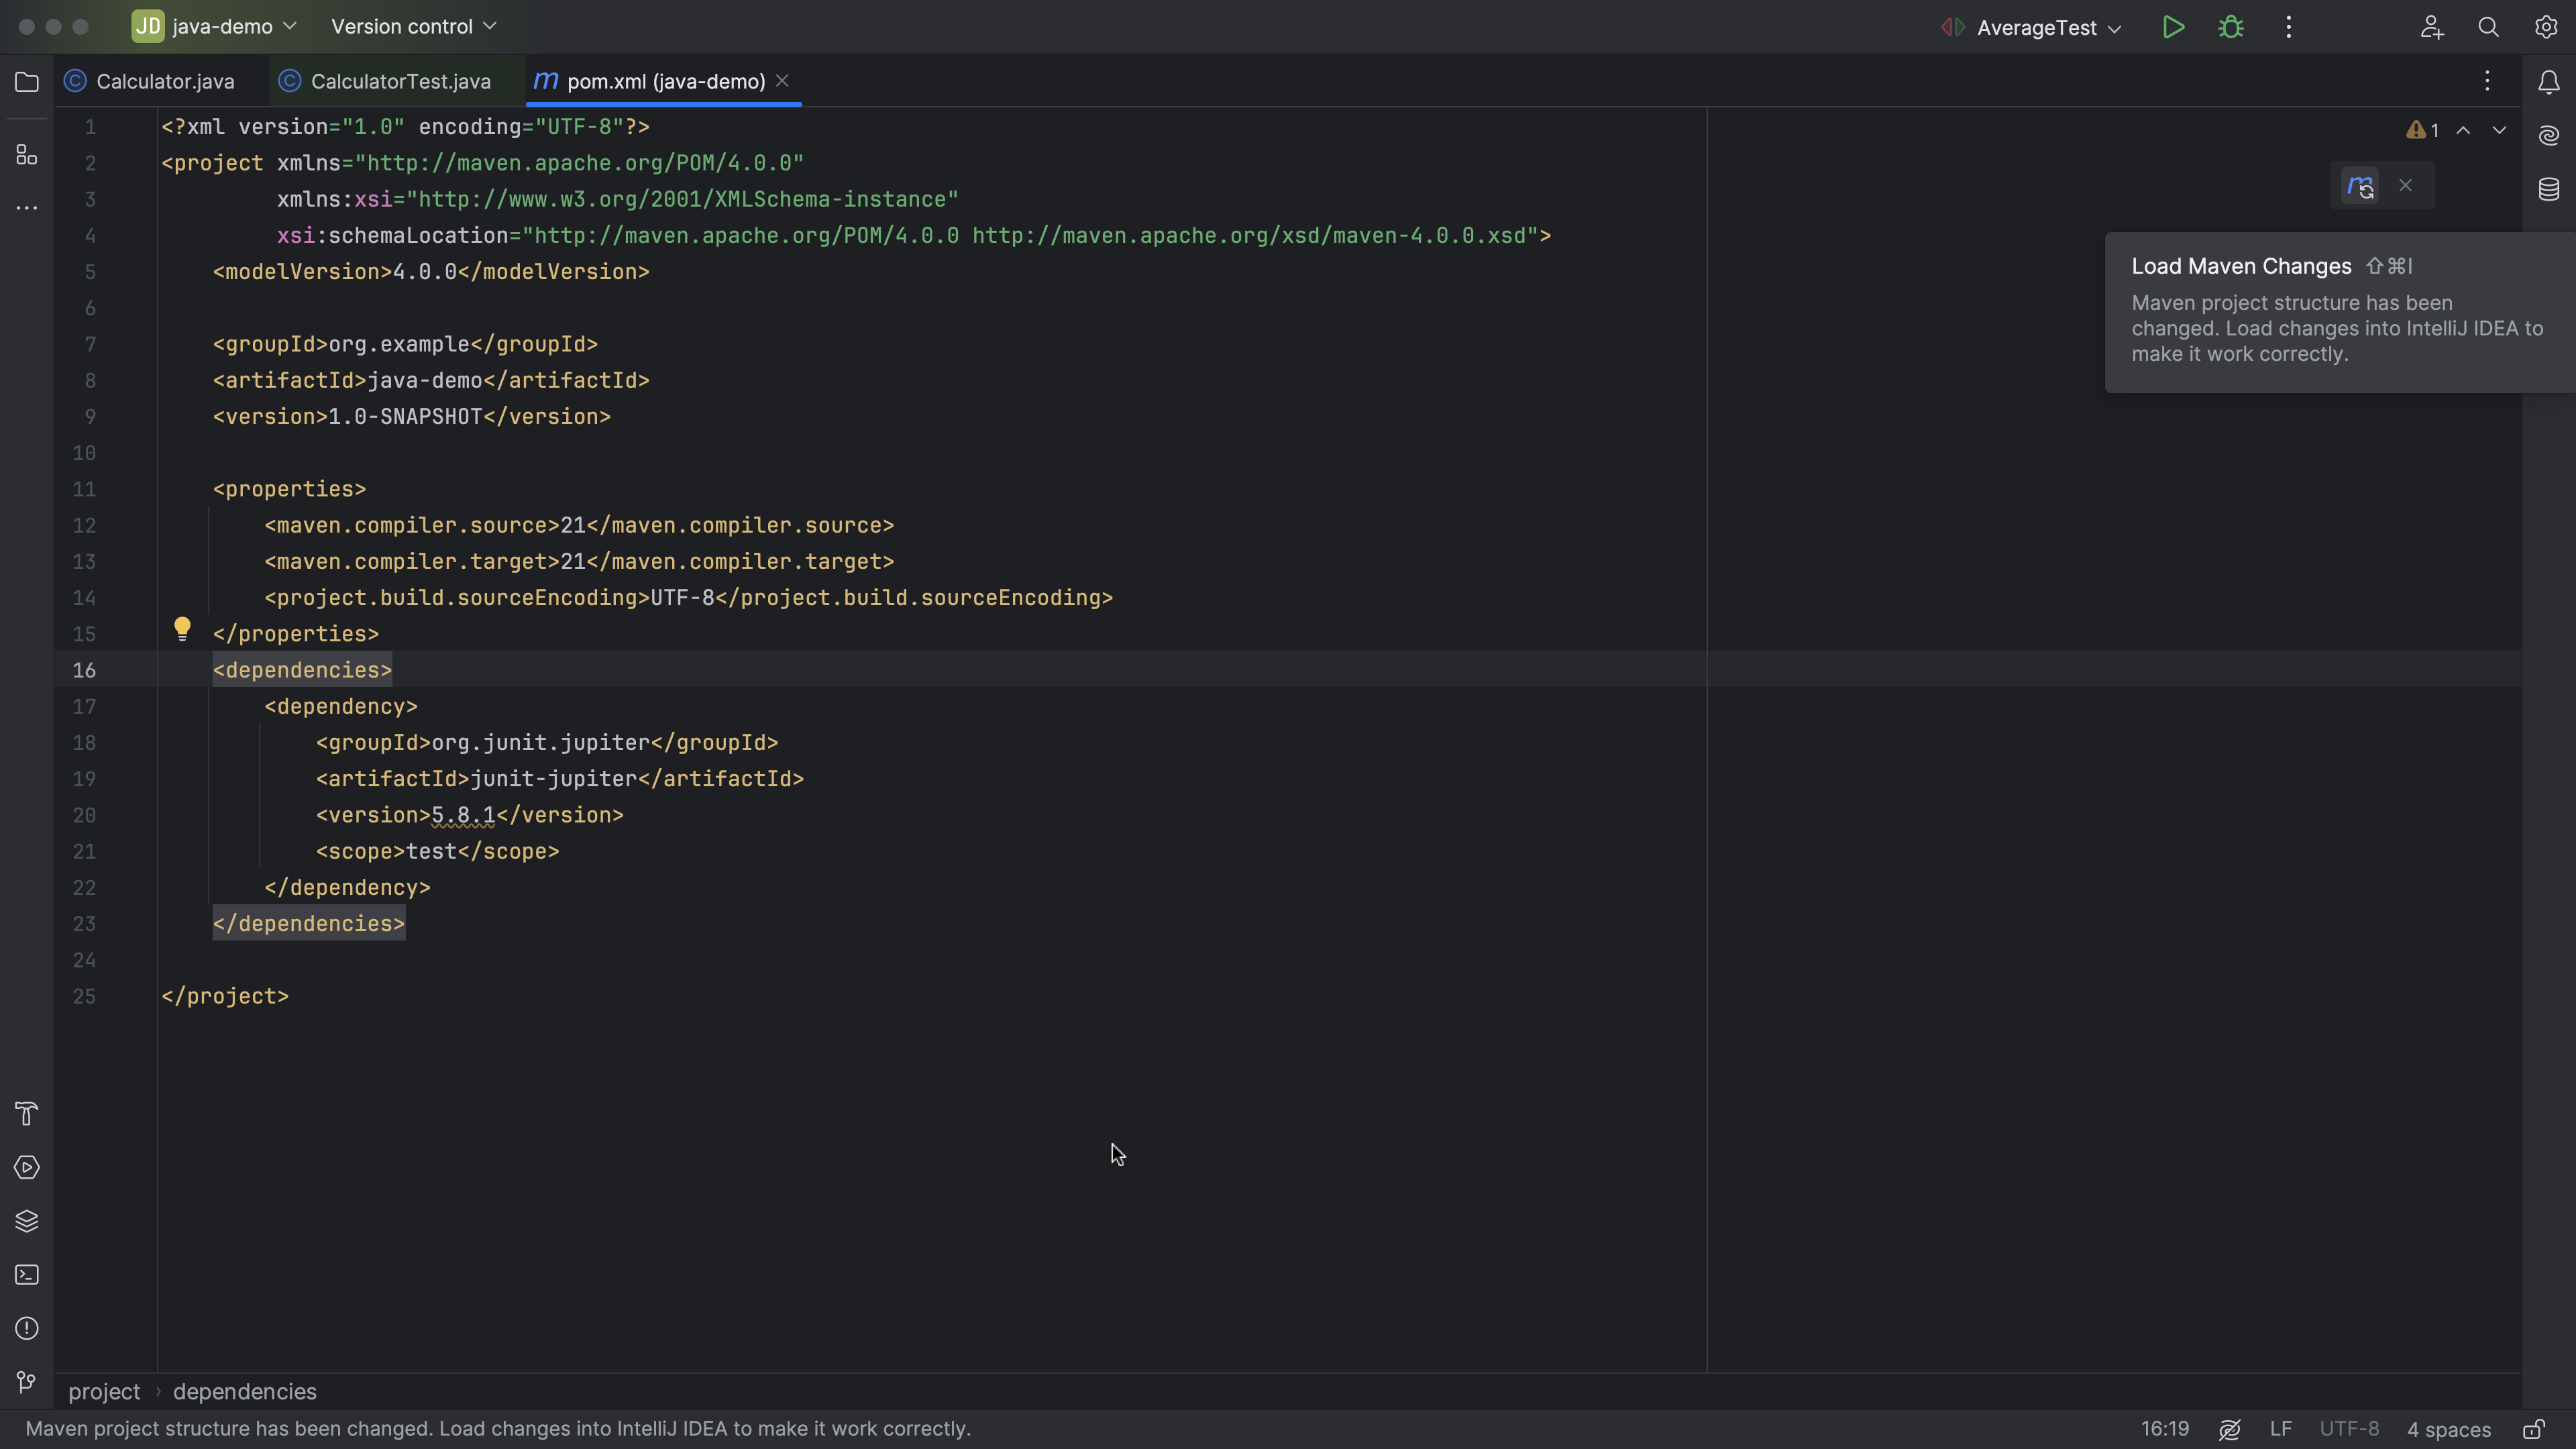 JD java-demo Version control AverageTest
Calculator.java CalculatorTest.java m pom.xml (java-demo)
1 <?xml version="1.0" encoding="UTF-8"?>
1
2 <project xmlns="http://maven.apache.org/POM/4.0.0"
3 xmlns:xsi="http://www.w3.org/2001/XMLSchema-instance"
4 xsi:schemaLocation="http://maven.apache.org/POM/4.0.0 http://maven.apache.org/xsd/maven-4.0.0.xsd">
5 <modelVersion>4.0.0</modelVersion>
6
7 <groupId>org.example</groupId>
8 <artifactId>java-demo</artifactId>
9 <version>1.0-SNAPSHOT</version>
10
11 <properties>
12 <maven.compiler.source>21</maven.compiler.source>
13 <maven.compiler.target>21</maven.compiler.target>
14 <project.build.sourceEncoding>UTF-8</project.build.sourceEncoding>
15 </properties>
16 <dependencies>
17 <dependency>
18 <groupId>org.junit.jupiter</groupId>
19 <artifactId>junit-jupiter</artifactId>
20 <version>5.8.1</version>
21 <scope>test</scope>
22 </dependency>
23 </dependencies>
24
25 </project>
Load Maven Changes ⇧⌘I
Maven project structure has been
changed. Load changes into IntelliJ IDEA to
make it work correctly.
project › dependencies
Maven project structure has been changed. Load changes into IntelliJ IDEA to make it work correctly. 16:19 LF UTF-8 4 spaces